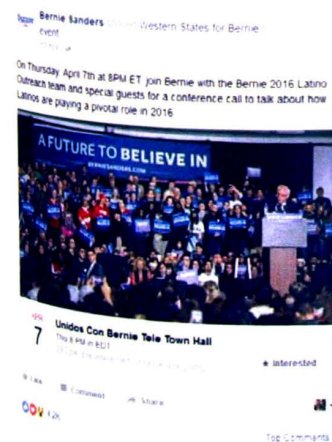 Bernie Sanders Western States for Bernie
event
On Thursday, April 7th at 8PM ET join Bernie with the Bernie 2016 Latino
Outreach team and special guests for a conference call to talk about how
Latinos are playing a pivotal role in 2016
A FUTURE TO BELIEVE IN
BERNIESANDERS.COM
APR
7
Unidos Con Bernie Tele Town Hall
Thu 8 PM in EDT
Interested
Like Comment Share
Top Comments